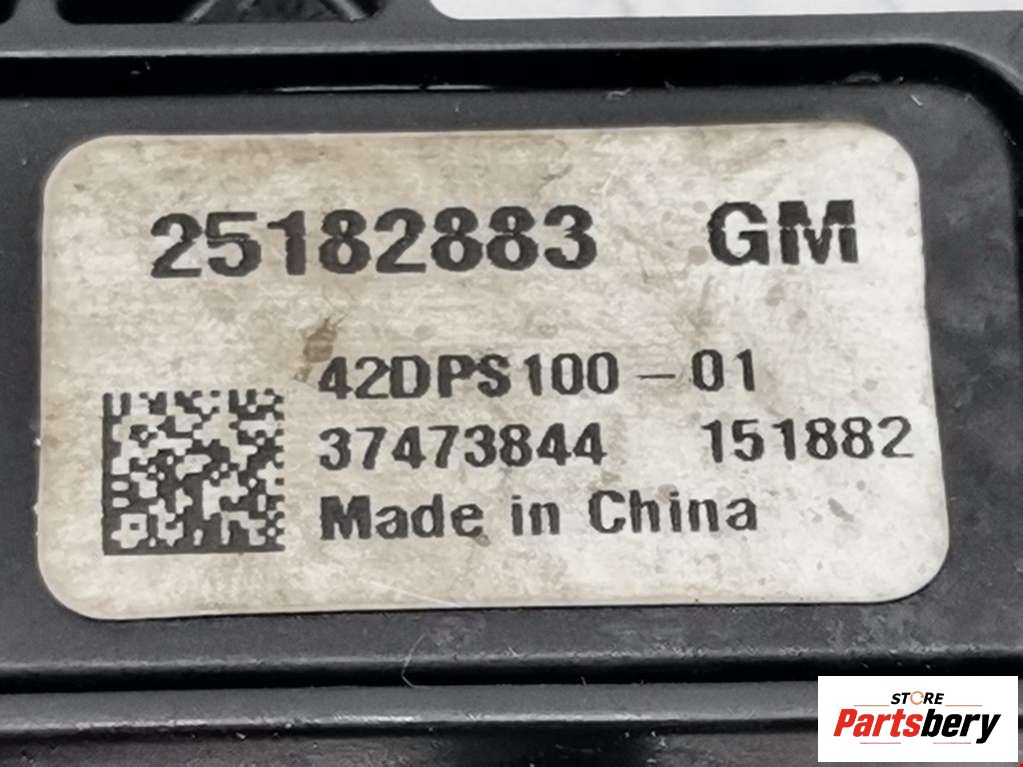 25182883 GM
42DPS100-01
37473844 151882
Made in China
STORE
Partsbery